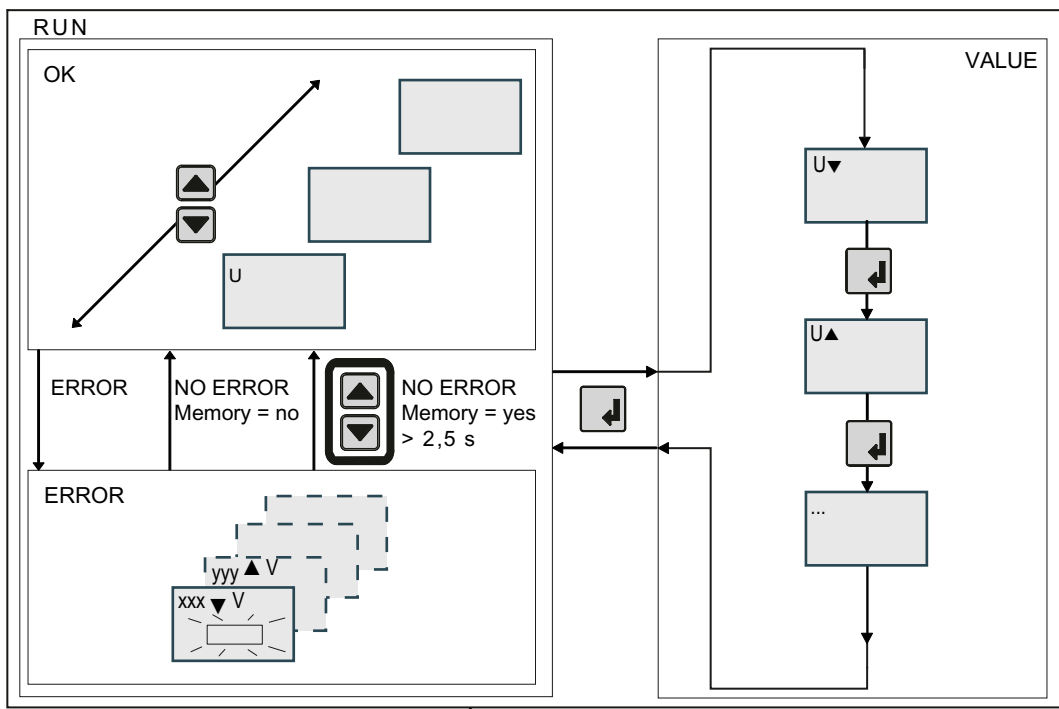 RUN
OK
VALUE
U▼
U
U▲
ERROR
NO ERROR
Memory = no
NO ERROR
Memory = yes
> 2,5 s
ERROR
...
yyy ▲ V
xxx ▼ V